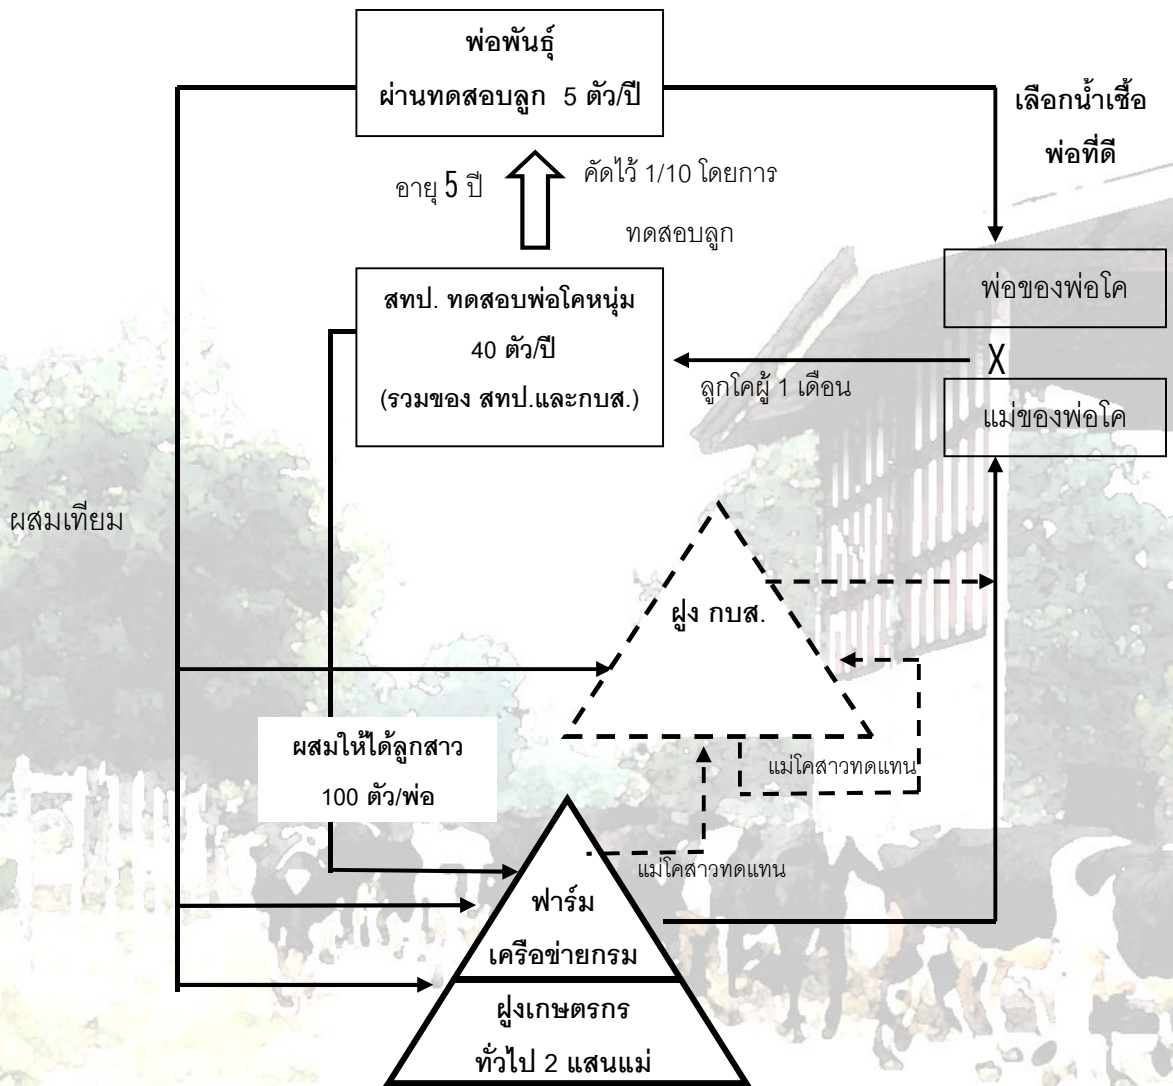 พ่อพันธุ์
ผ่านทดสอบลูก 5 ตัว/ปี
เลือกน้ำเชื้อ
พ่อที่ดี
อายุ 5 ปี
คัดไว้ 1/10 โดยการ
ทดสอบลูก
สทป. ทดสอบพ่อโคหนุ่ม
40 ตัว/ปี
(รวมของ สทป.และกบส.)
พ่อของพ่อโค
X
ลูกโคผู้ 1 เดือน
แม่ของพ่อโค
ผสมเทียม
ฝูง กบส.
ผสมให้ได้ลูกสาว
100 ตัว/พ่อ
แม่โคสาวทดแทน
แม่โคสาวทดแทน
ฟาร์ม
เครือข่ายกรม
ฝูงเกษตรกร
ทั่วไป 2 แสนแม่